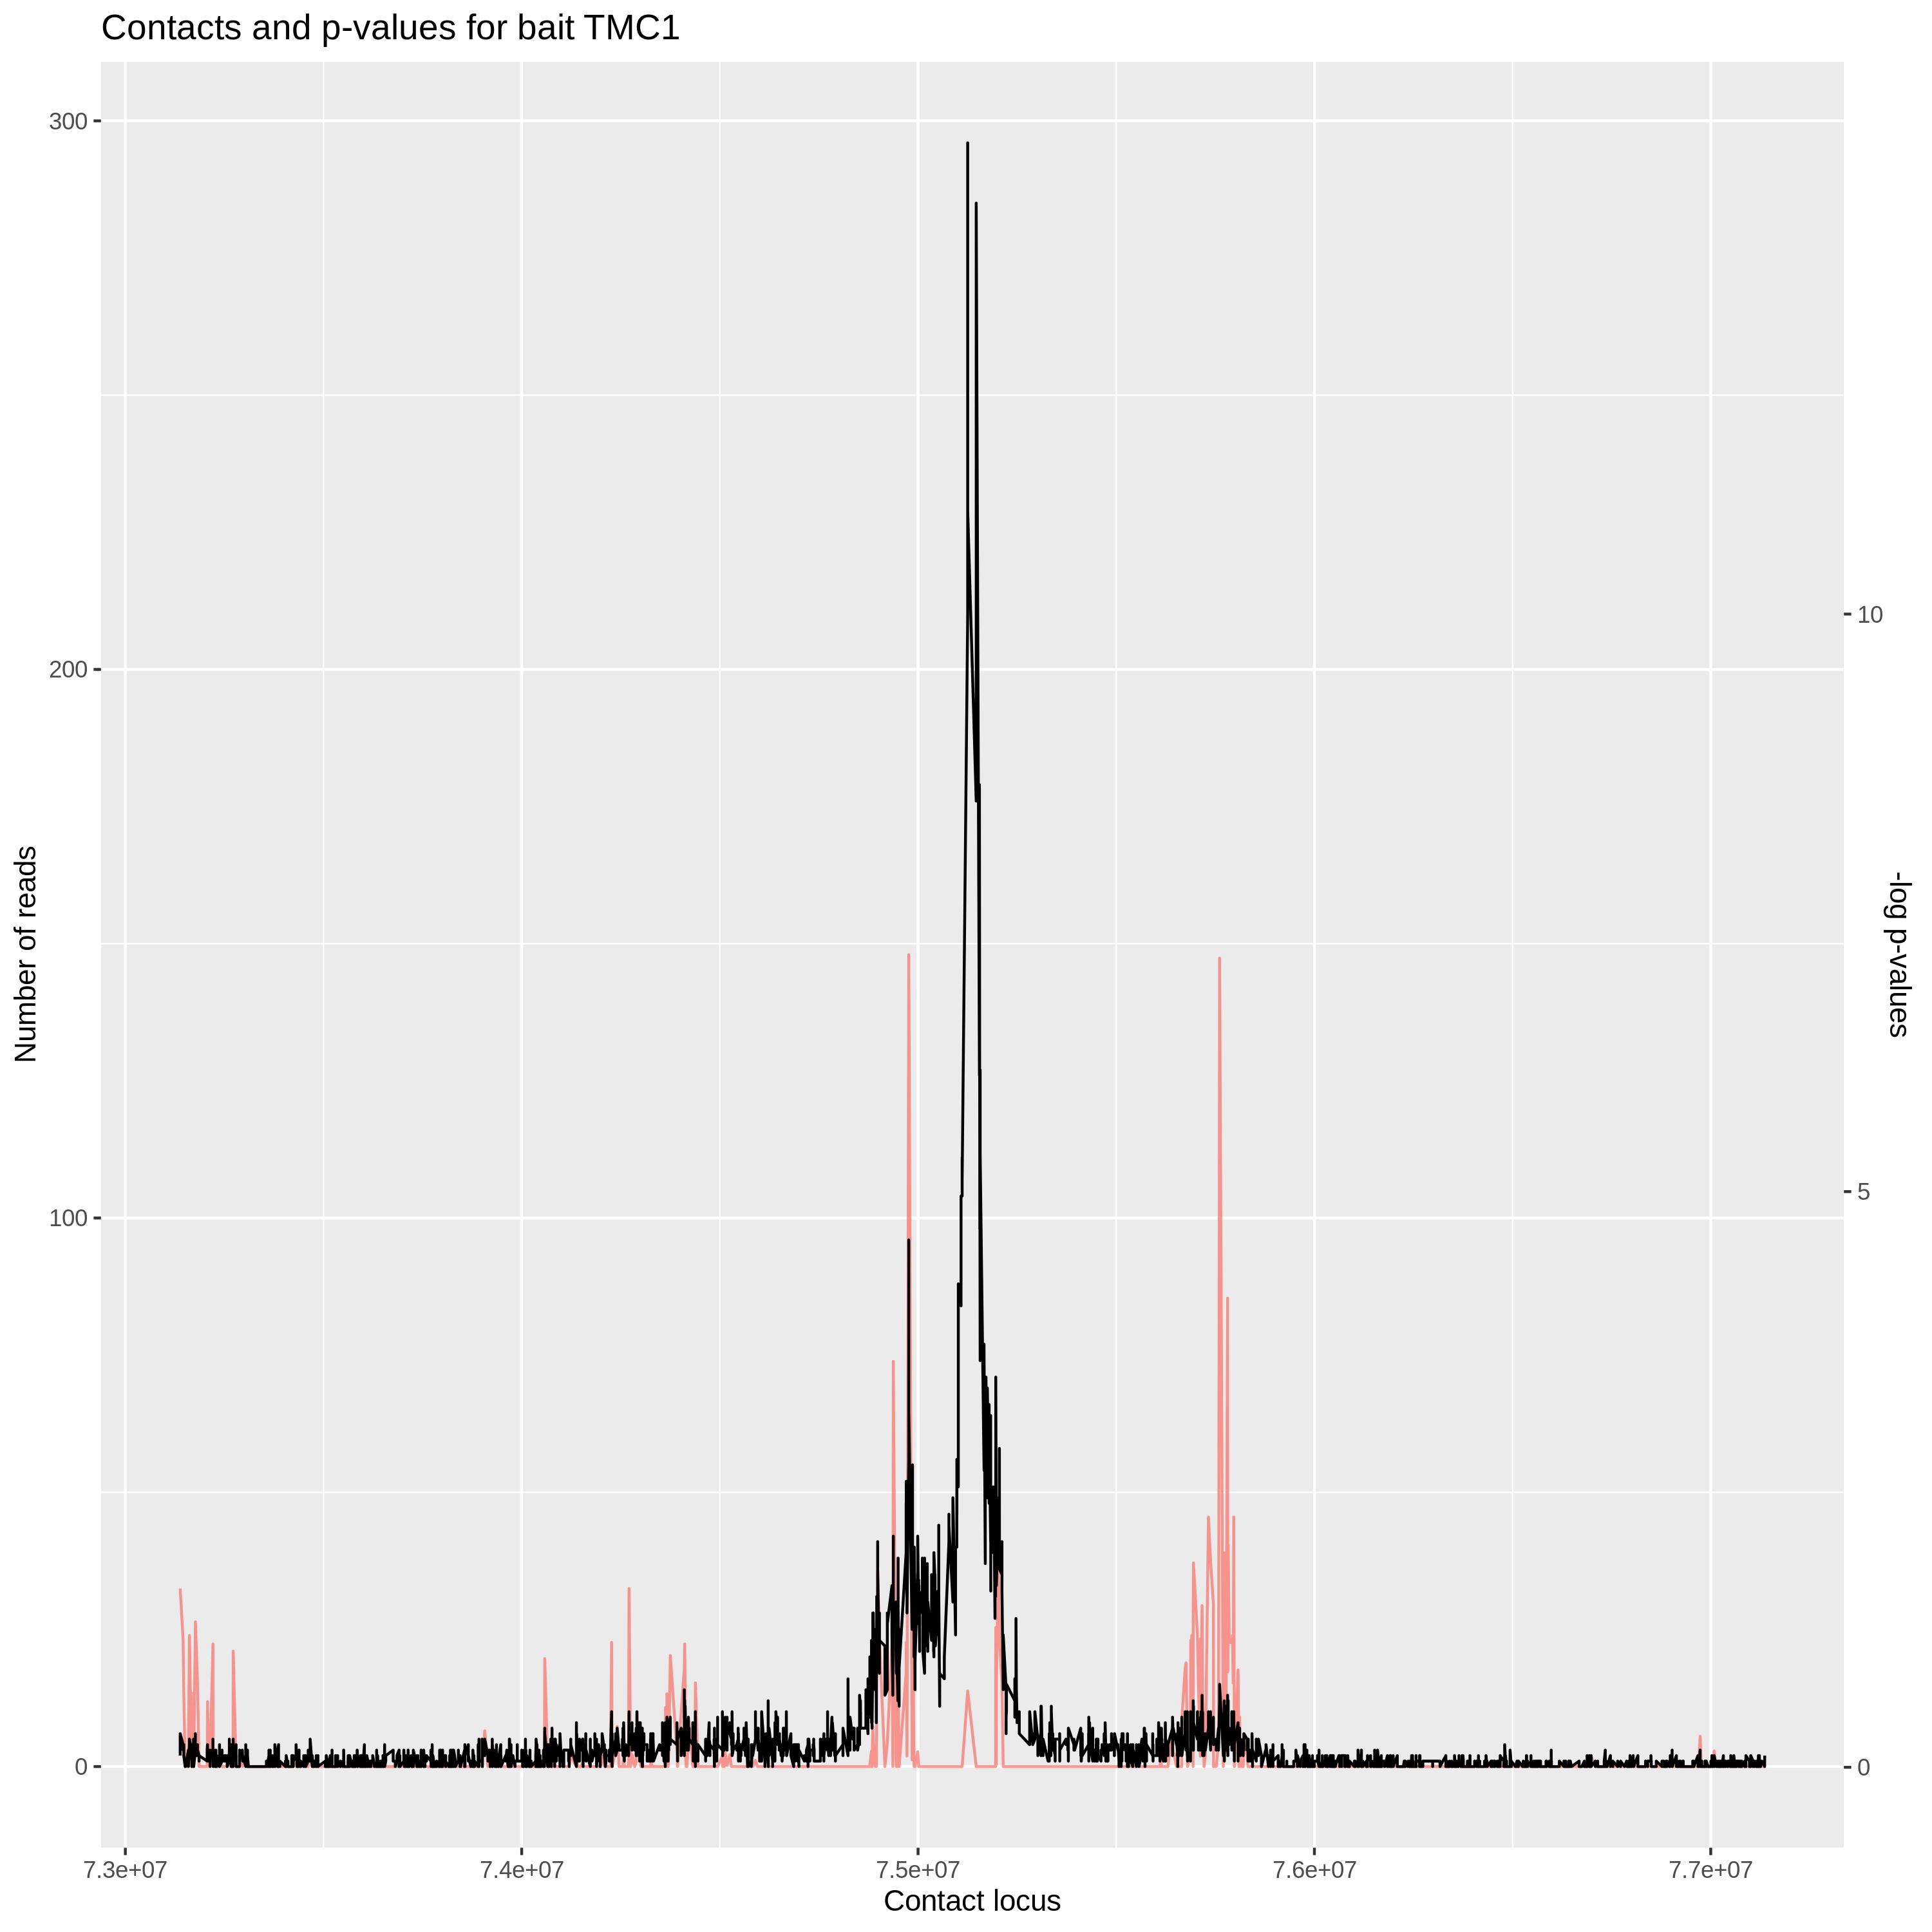 Contacts and p-values for bait TMC1
300
200
100
0
Number of reads
10
5
0
-log p-values
7.3e+07 7.4e+07 7.5e+07 7.6e+07 7.7e+07
Contact locus